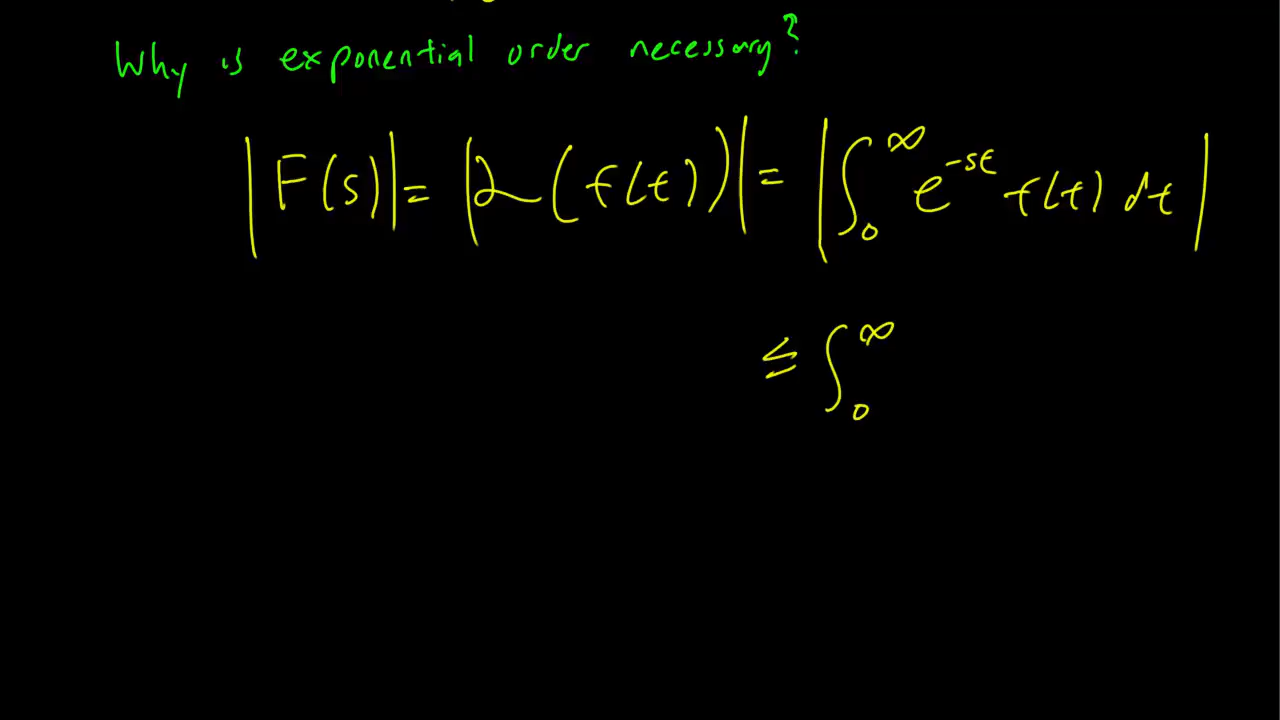 Why is exponential order necessary?
|F(s)| = |ℒ(f(t))| = |∫₀^∞ e^{-st} f(t) dt|
≤ ∫₀^∞